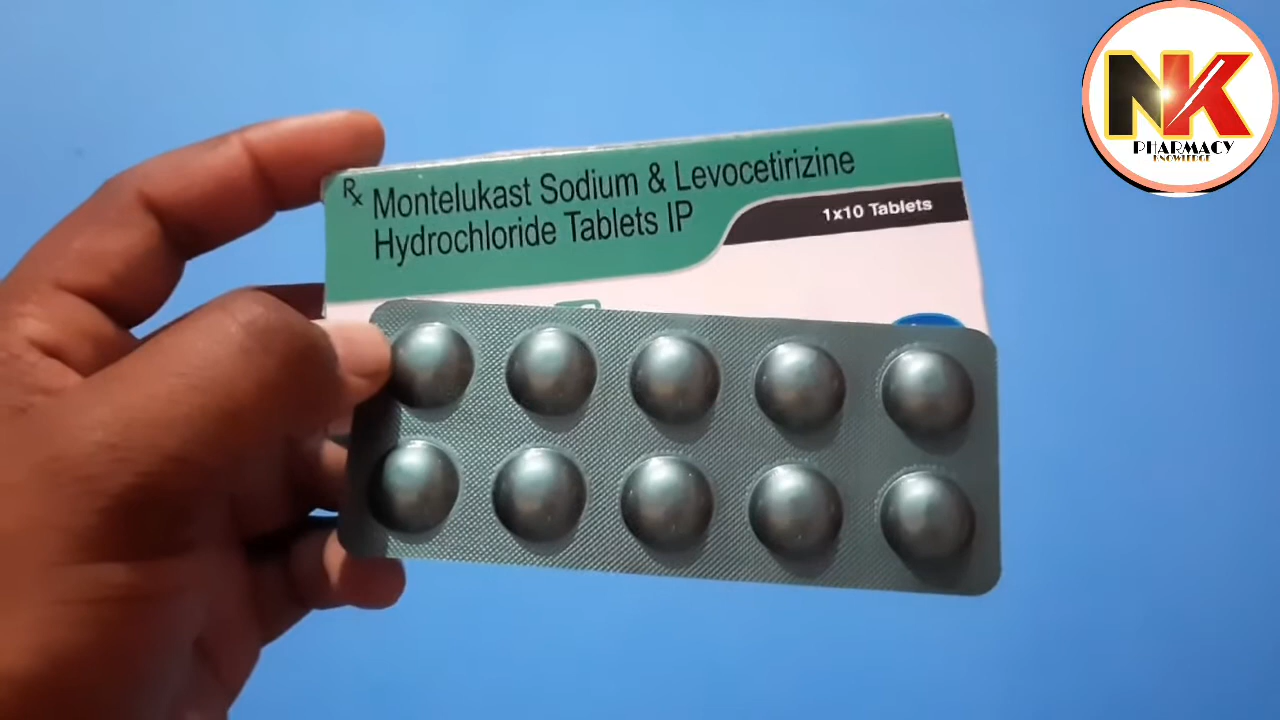 Rx Montelukast Sodium & Levocetirizine
Hydrochloride Tablets IP
1x10 Tablets
NK
PHARMACY
KNOWLEDGE